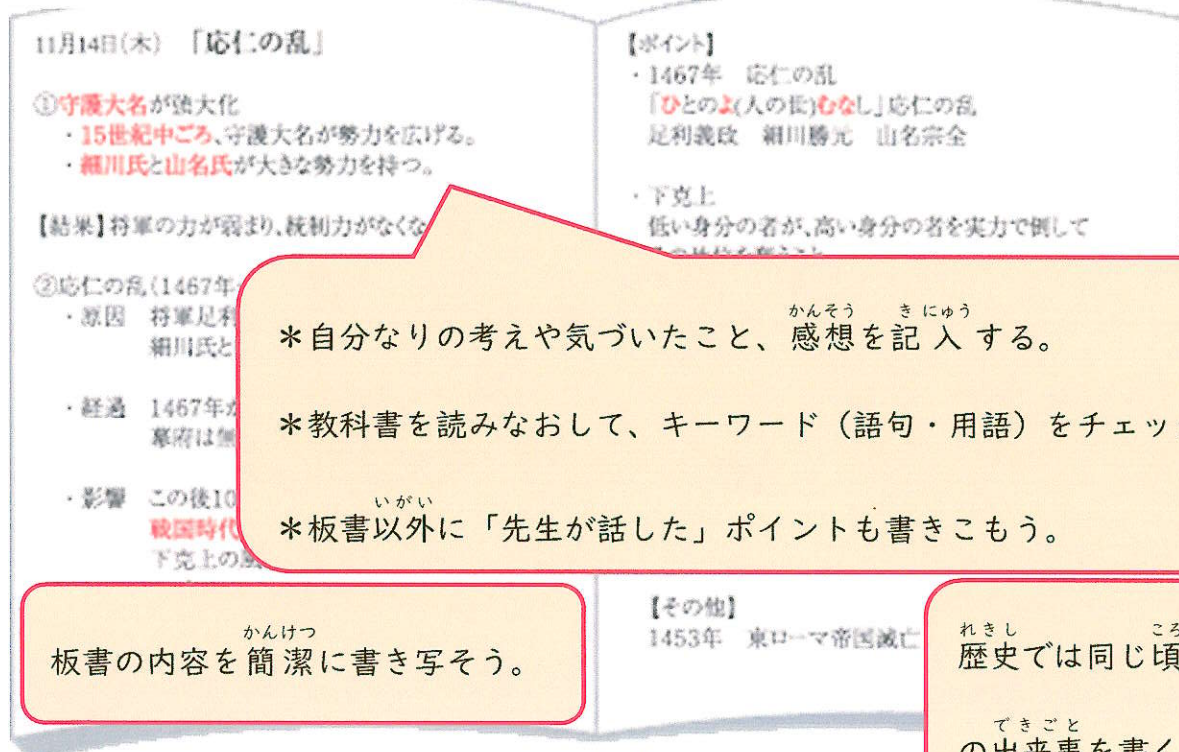 11月14日(木) 「応仁の乱」
①守護大名が強大化
・15世紀中ごろ、守護大名が勢力を広げる。
・細川氏と山名氏が大きな勢力を持つ。
【結果】将軍の力が弱まり、統制力がなくな
②応仁の乱(1467年
・原因 将軍足利
細川氏と
・経過 1467年か
幕府は無
・影響 この後10
戦国時代
下克上の風
板書の内容を簡潔に書き写そう。
【ポイント】
・1467年 応仁の乱
「ひとのよ(人の世)むなし」応仁の乱
足利義政 細川勝元 山名宗全
・下克上
低い身分の者が、高い身分の者を実力で倒して
その地位を奪うこと
*自分なりの考えや気づいたこと、感想を記入する。
*教科書を読みなおして、キーワード(語句・用語)をチェッ
*板書以外に「先生が話した」ポイントも書きこもう。
【その他】
1453年 東ローマ帝国滅亡
歴史では同じ頃
の出来事を書く